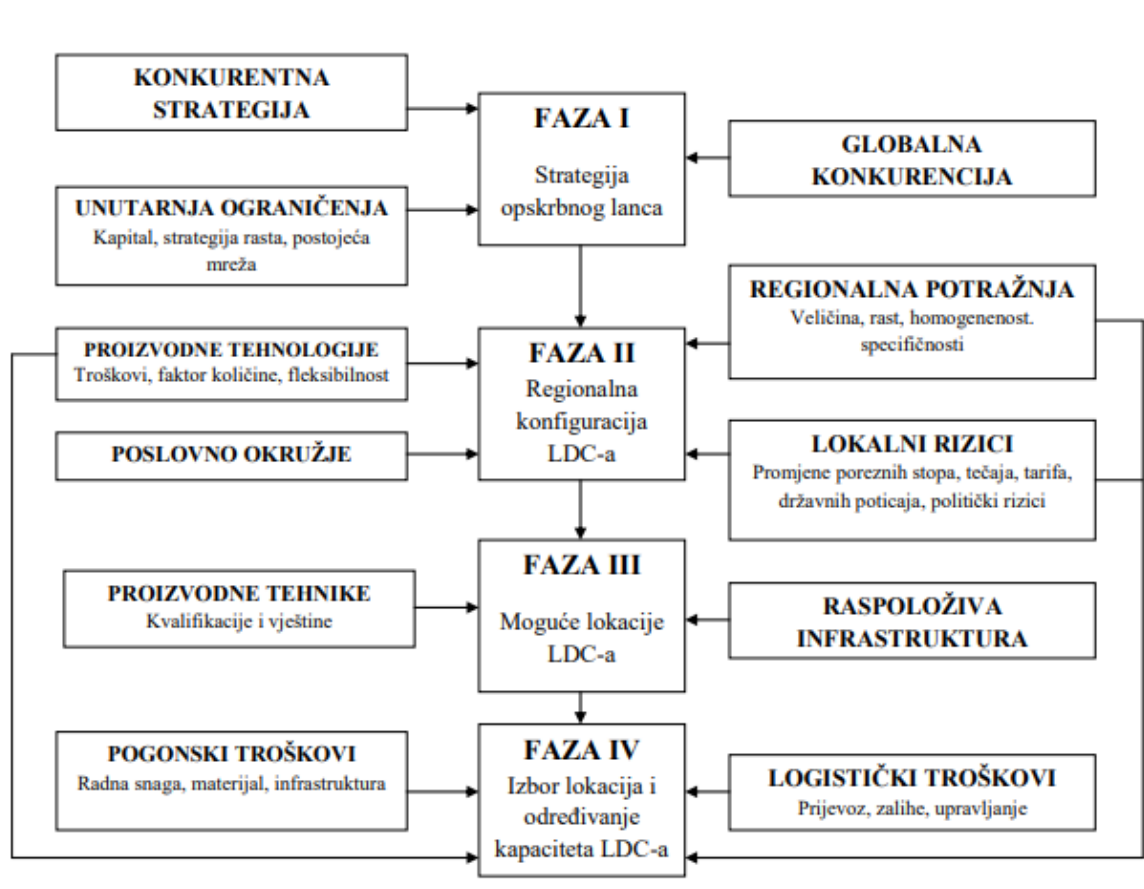 KONKURENTNA
STRATEGIJA
FAZA I
Strategija
opskrbnog lanca
GLOBALNA
KONKURENCIJA
UNUTARNJA OGRANIČENJA
Kapital, strategija rasta, postojeća
mreža
REGIONALNA POTRAŽNJA
Veličina, rast, homogenenost.
specifičnosti
PROIZVODNE TEHNOLOGIJE
Troškovi, faktor količine, fleksibilnost
FAZA II
Regionalna
konfiguracija
LDC-a
POSLOVNO OKRUŽJE
LOKALNI RIZICI
Promjene poreznih stopa, tečaja, tarifa,
državnih poticaja, politički rizici
PROIZVODNE TEHNIKE
Kvalifikacije i vještine
FAZA III
Moguće lokacije
LDC-a
RASPOLOŽIVA
INFRASTRUKTURA
POGONSKI TROŠKOVI
Radna snaga, materijal, infrastruktura
FAZA IV
Izbor lokacija i
određivanje
kapaciteta LDC-a
LOGISTIČKI TROŠKOVI
Prijevoz, zalihe, upravljanje